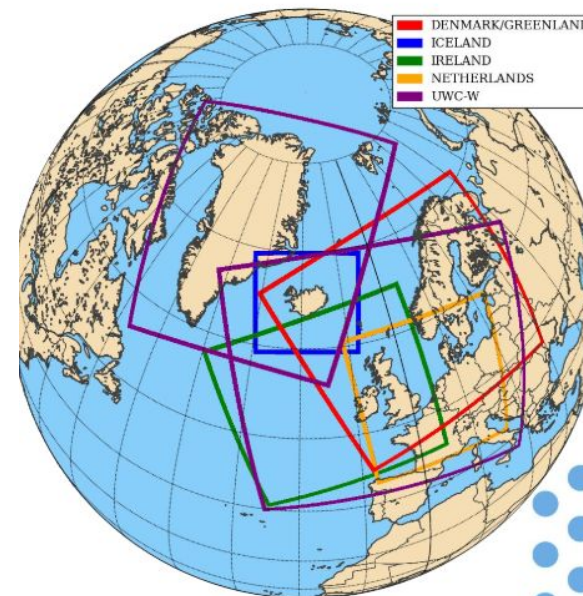 DENMARK/GREENLAND
ICELAND
IRELAND
NETHERLANDS
UWC-W